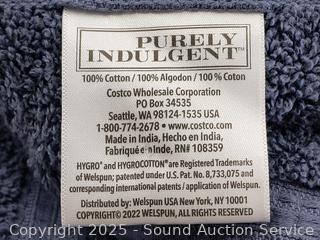 PURELY
INDULGENT™
100% Cotton / 100% Algodon / 100 % Coton
Costco Wholesale Corporation
PO Box 34535
Seattle, WA 98124-1535 USA
1-800-774-2678 • www.costco.com
Made in India, Hecho en India,
Fabriquée en Inde, RN# 108359
HYGRO® and HYGROCOTTON® are Registered Trademarks
of Welspun; patented under U.S. Pat. No. 8,733,075 and
corresponding international patents / application of Welspun.
Distributed by: Welspun USA New York, NY 10001
COPYRIGHT© 2022 WELSPUN, ALL RIGHTS RESERVED
Copyright © 2025 - Sound Auction Service